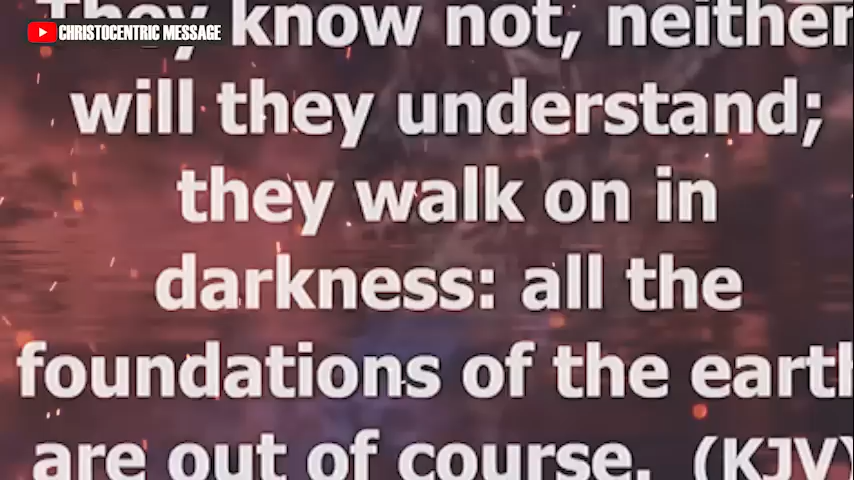 CHRISTOCENTRIC MESSAGE
They know not, neither
will they understand;
they walk on in
darkness: all the
foundations of the earth
are out of course. (KJV)